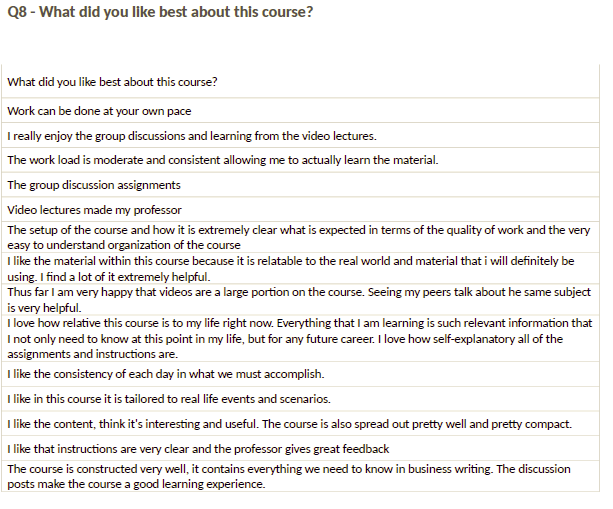 Q8 - What did you like best about this course?
What did you like best about this course?
Work can be done at your own pace
I really enjoy the group discussions and learning from the video lectures.
The work load is moderate and consistent allowing me to actually learn the material.
The group discussion assignments
Video lectures made my professor
The setup of the course and how it is extremely clear what is expected in terms of the quality of work and the very
easy to understand organization of the course
I like the material within this course because it is relatable to the real world and material that i will definitely be
using. I find a lot of it extremely helpful.
Thus far I am very happy that videos are a large portion on the course. Seeing my peers talk about he same subject
is very helpful.
I love how relative this course is to my life right now. Everything that I am learning is such relevant information that
I not only need to know at this point in my life, but for any future career. I love how self-explanatory all of the
assignments and instructions are.
I like the consistency of each day in what we must accomplish.
I like in this course it is tailored to real life events and scenarios.
I like the content, think it's interesting and useful. The course is also spread out pretty well and pretty compact.
I like that instructions are very clear and the professor gives great feedback
The course is constructed very well, it contains everything we need to know in business writing. The discussion
posts make the course a good learning experience.